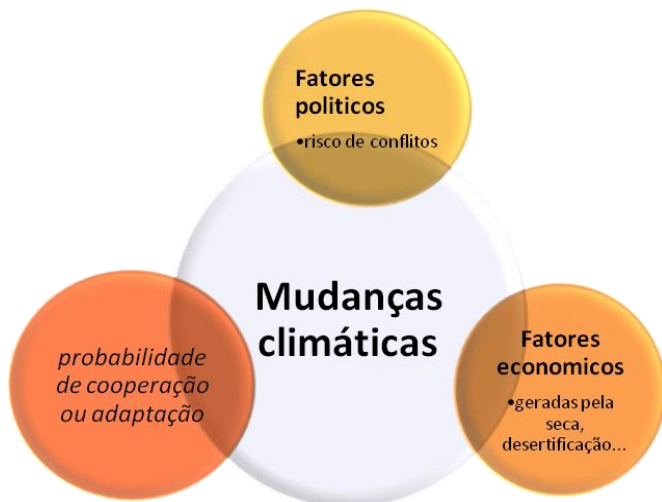 Fatores
politicos
•risco de conflitos
Mudanças
climáticas
probabilidade
de cooperação
ou adaptação
Fatores
economicos
•geradas pela
seca,
desertificação...